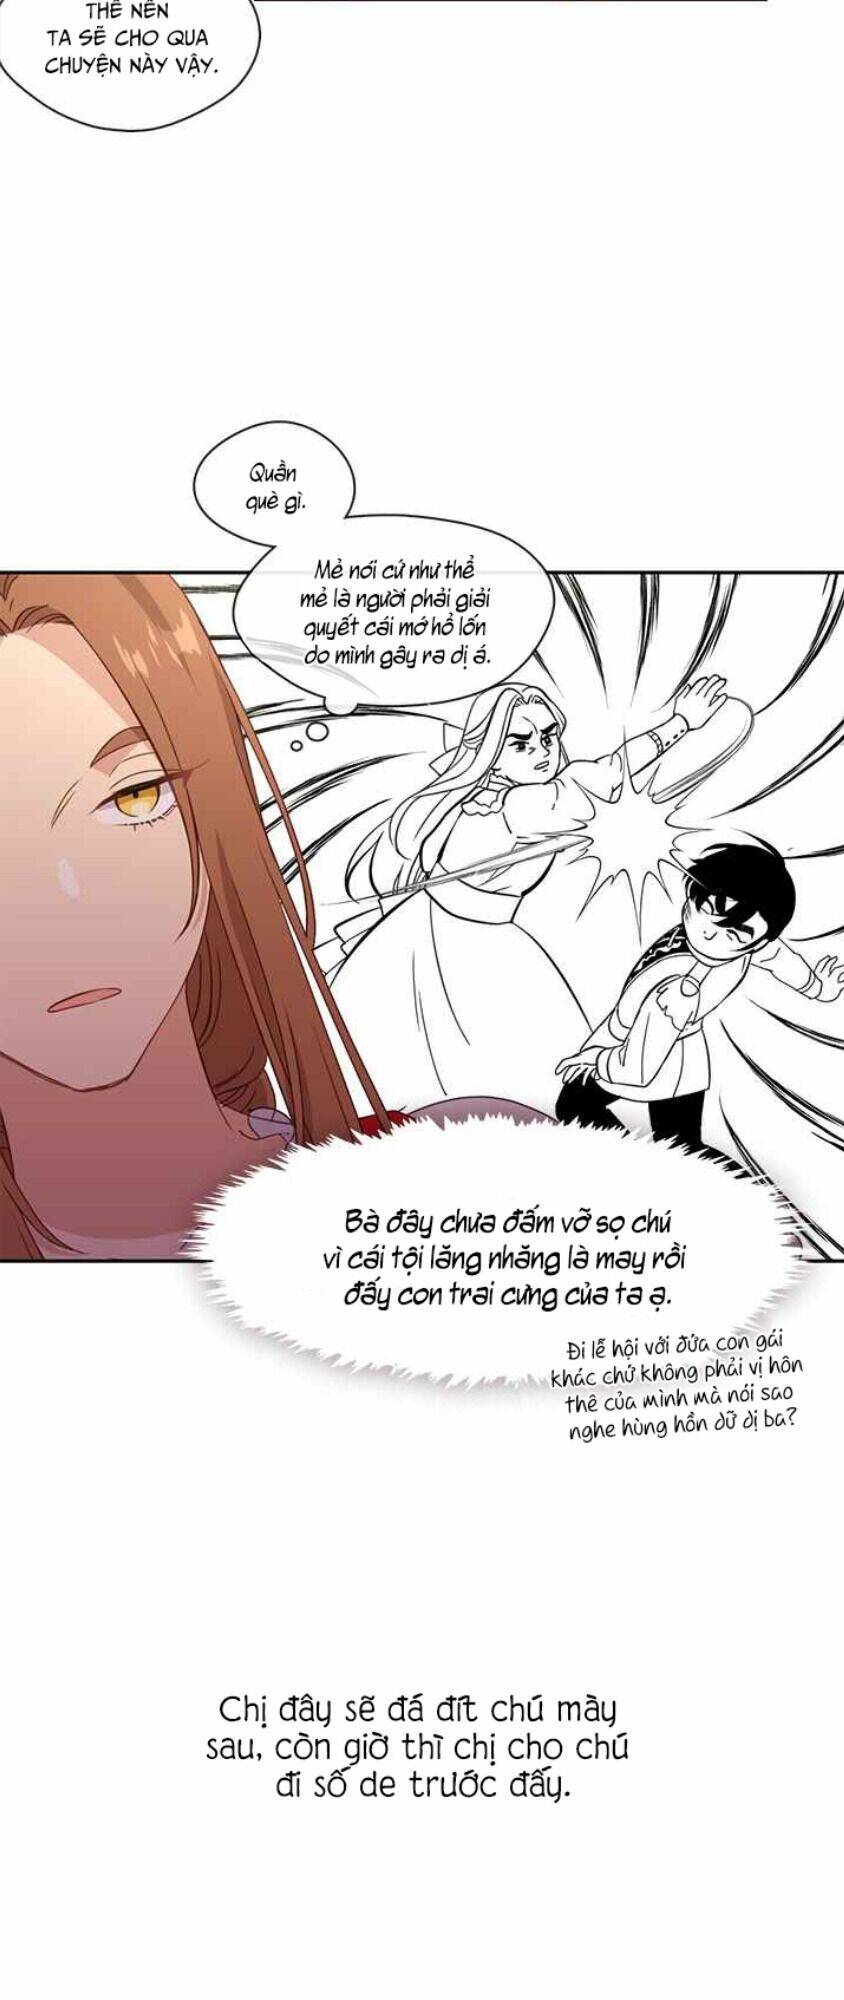 THẾ NÊN
TA SẼ CHO QUA
CHUYỆN NÀY VẬY.
Quần
què gì.
Mẻ nói cứ như thể
mẻ là người phải giải
quyết cái mớ hổ lốn
do mình gây ra dị á.
Bà đây chưa đấm vỡ sọ chú
vì cái tội lăng nhăng là may rồi
đấy con trai cưng của ta ạ.
Đi lễ hội với đứa con gái
khác chứ không phải vị hôn
thê của mình mà nói sao
nghe hùng hồn dữ dị ba?
Chị đây sẽ đá đít chú mày
sau, còn giờ thì chị cho chú
đi số de trước đấy.